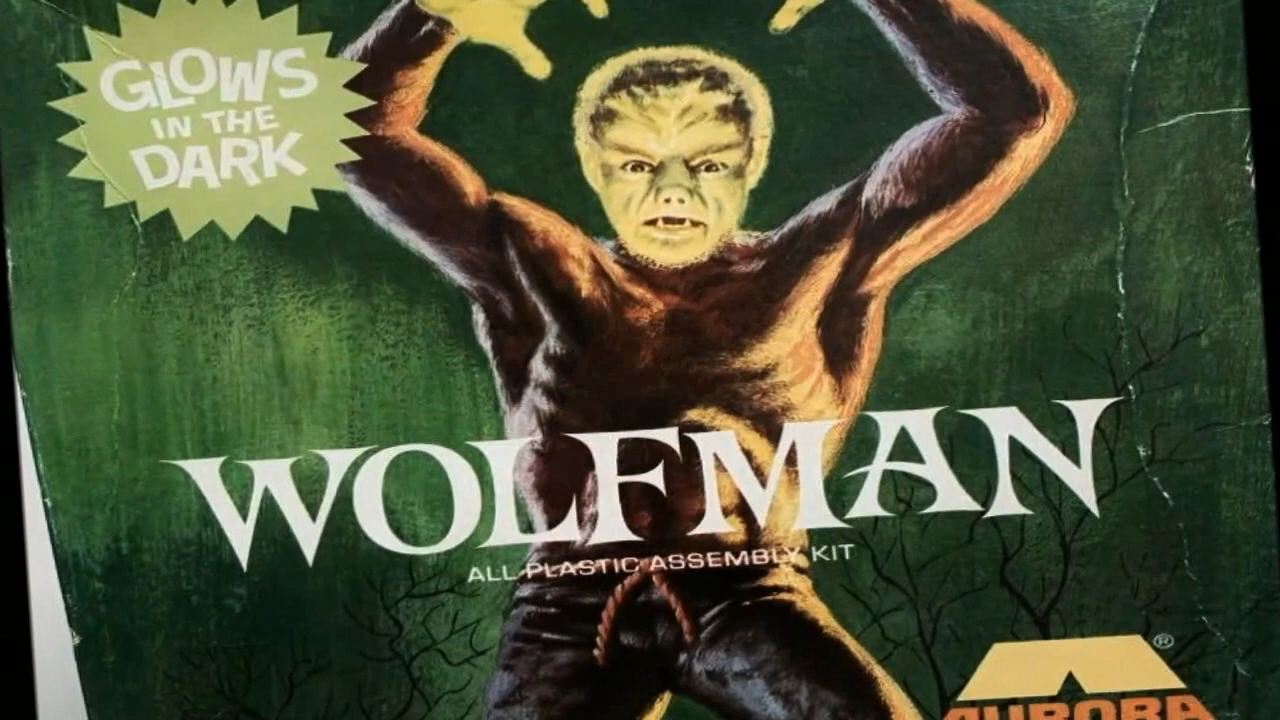 GLOWS
IN THE
DARK
WOLFMAN
ALL PLASTIC ASSEMBLY KIT
®
AURORA